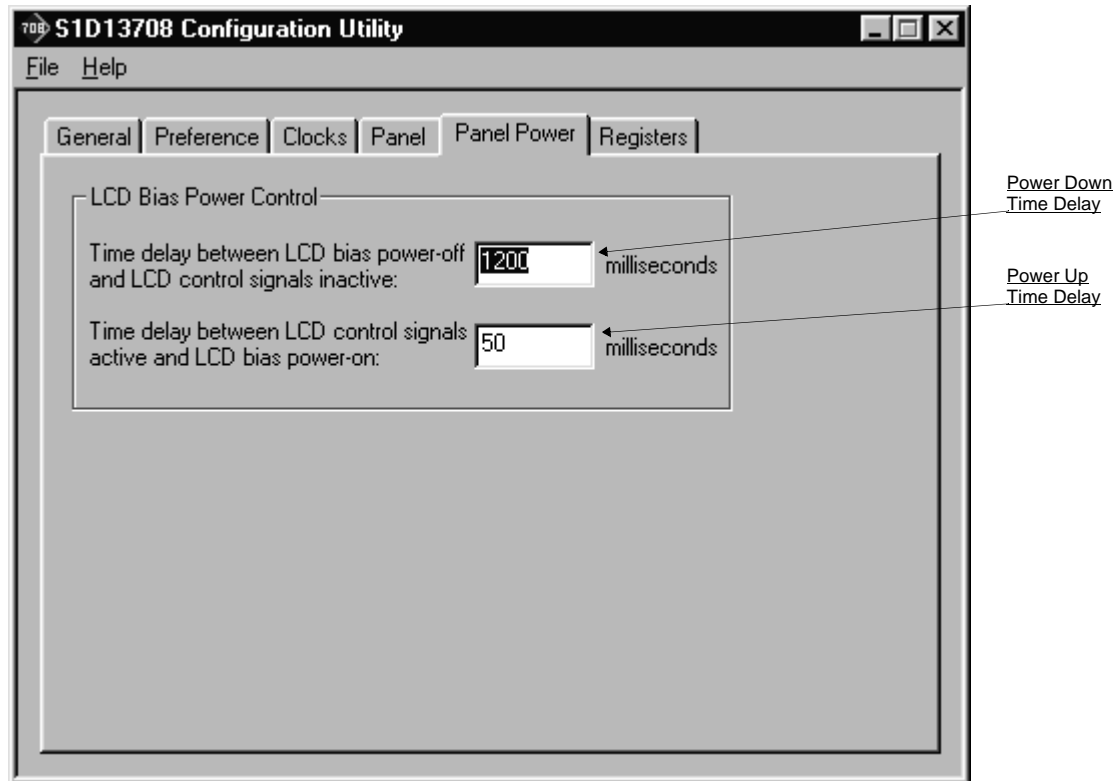 708 S1D13708 Configuration Utility
File Help
General Preference Clocks Panel Panel Power Registers
LCD Bias Power Control
Time delay between LCD bias power-off
and LCD control signals inactive:
1200
milliseconds
Time delay between LCD control signals
active and LCD bias power-on:
50
milliseconds
Power Down
Time Delay
Power Up
Time Delay